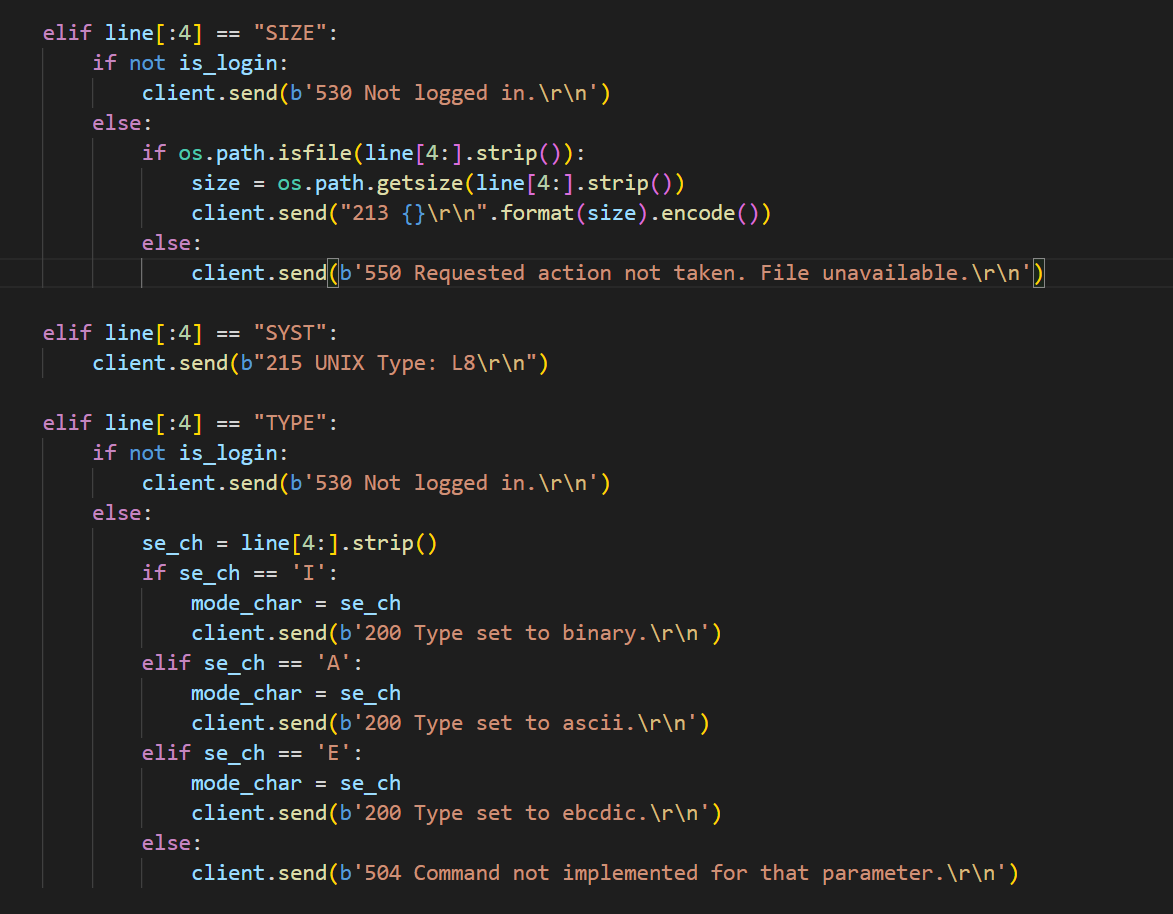 elif line[:4] == "SIZE":
    if not is_login:
        client.send(b'530 Not logged in.\r\n')
    else:
        if os.path.isfile(line[4:].strip()):
            size = os.path.getsize(line[4:].strip())
            client.send("213 {}\r\n".format(size).encode())
        else:
            client.send(b'550 Requested action not taken. File unavailable.\r\n')

elif line[:4] == "SYST":
    client.send(b"215 UNIX Type: L8\r\n")

elif line[:4] == "TYPE":
    if not is_login:
        client.send(b'530 Not logged in.\r\n')
    else:
        se_ch = line[4:].strip()
        if se_ch == 'I':
            mode_char = se_ch
            client.send(b'200 Type set to binary.\r\n')
        elif se_ch == 'A':
            mode_char = se_ch
            client.send(b'200 Type set to ascii.\r\n')
        elif se_ch == 'E':
            mode_char = se_ch
            client.send(b'200 Type set to ebcdic.\r\n')
        else:
            client.send(b'504 Command not implemented for that parameter.\r\n')